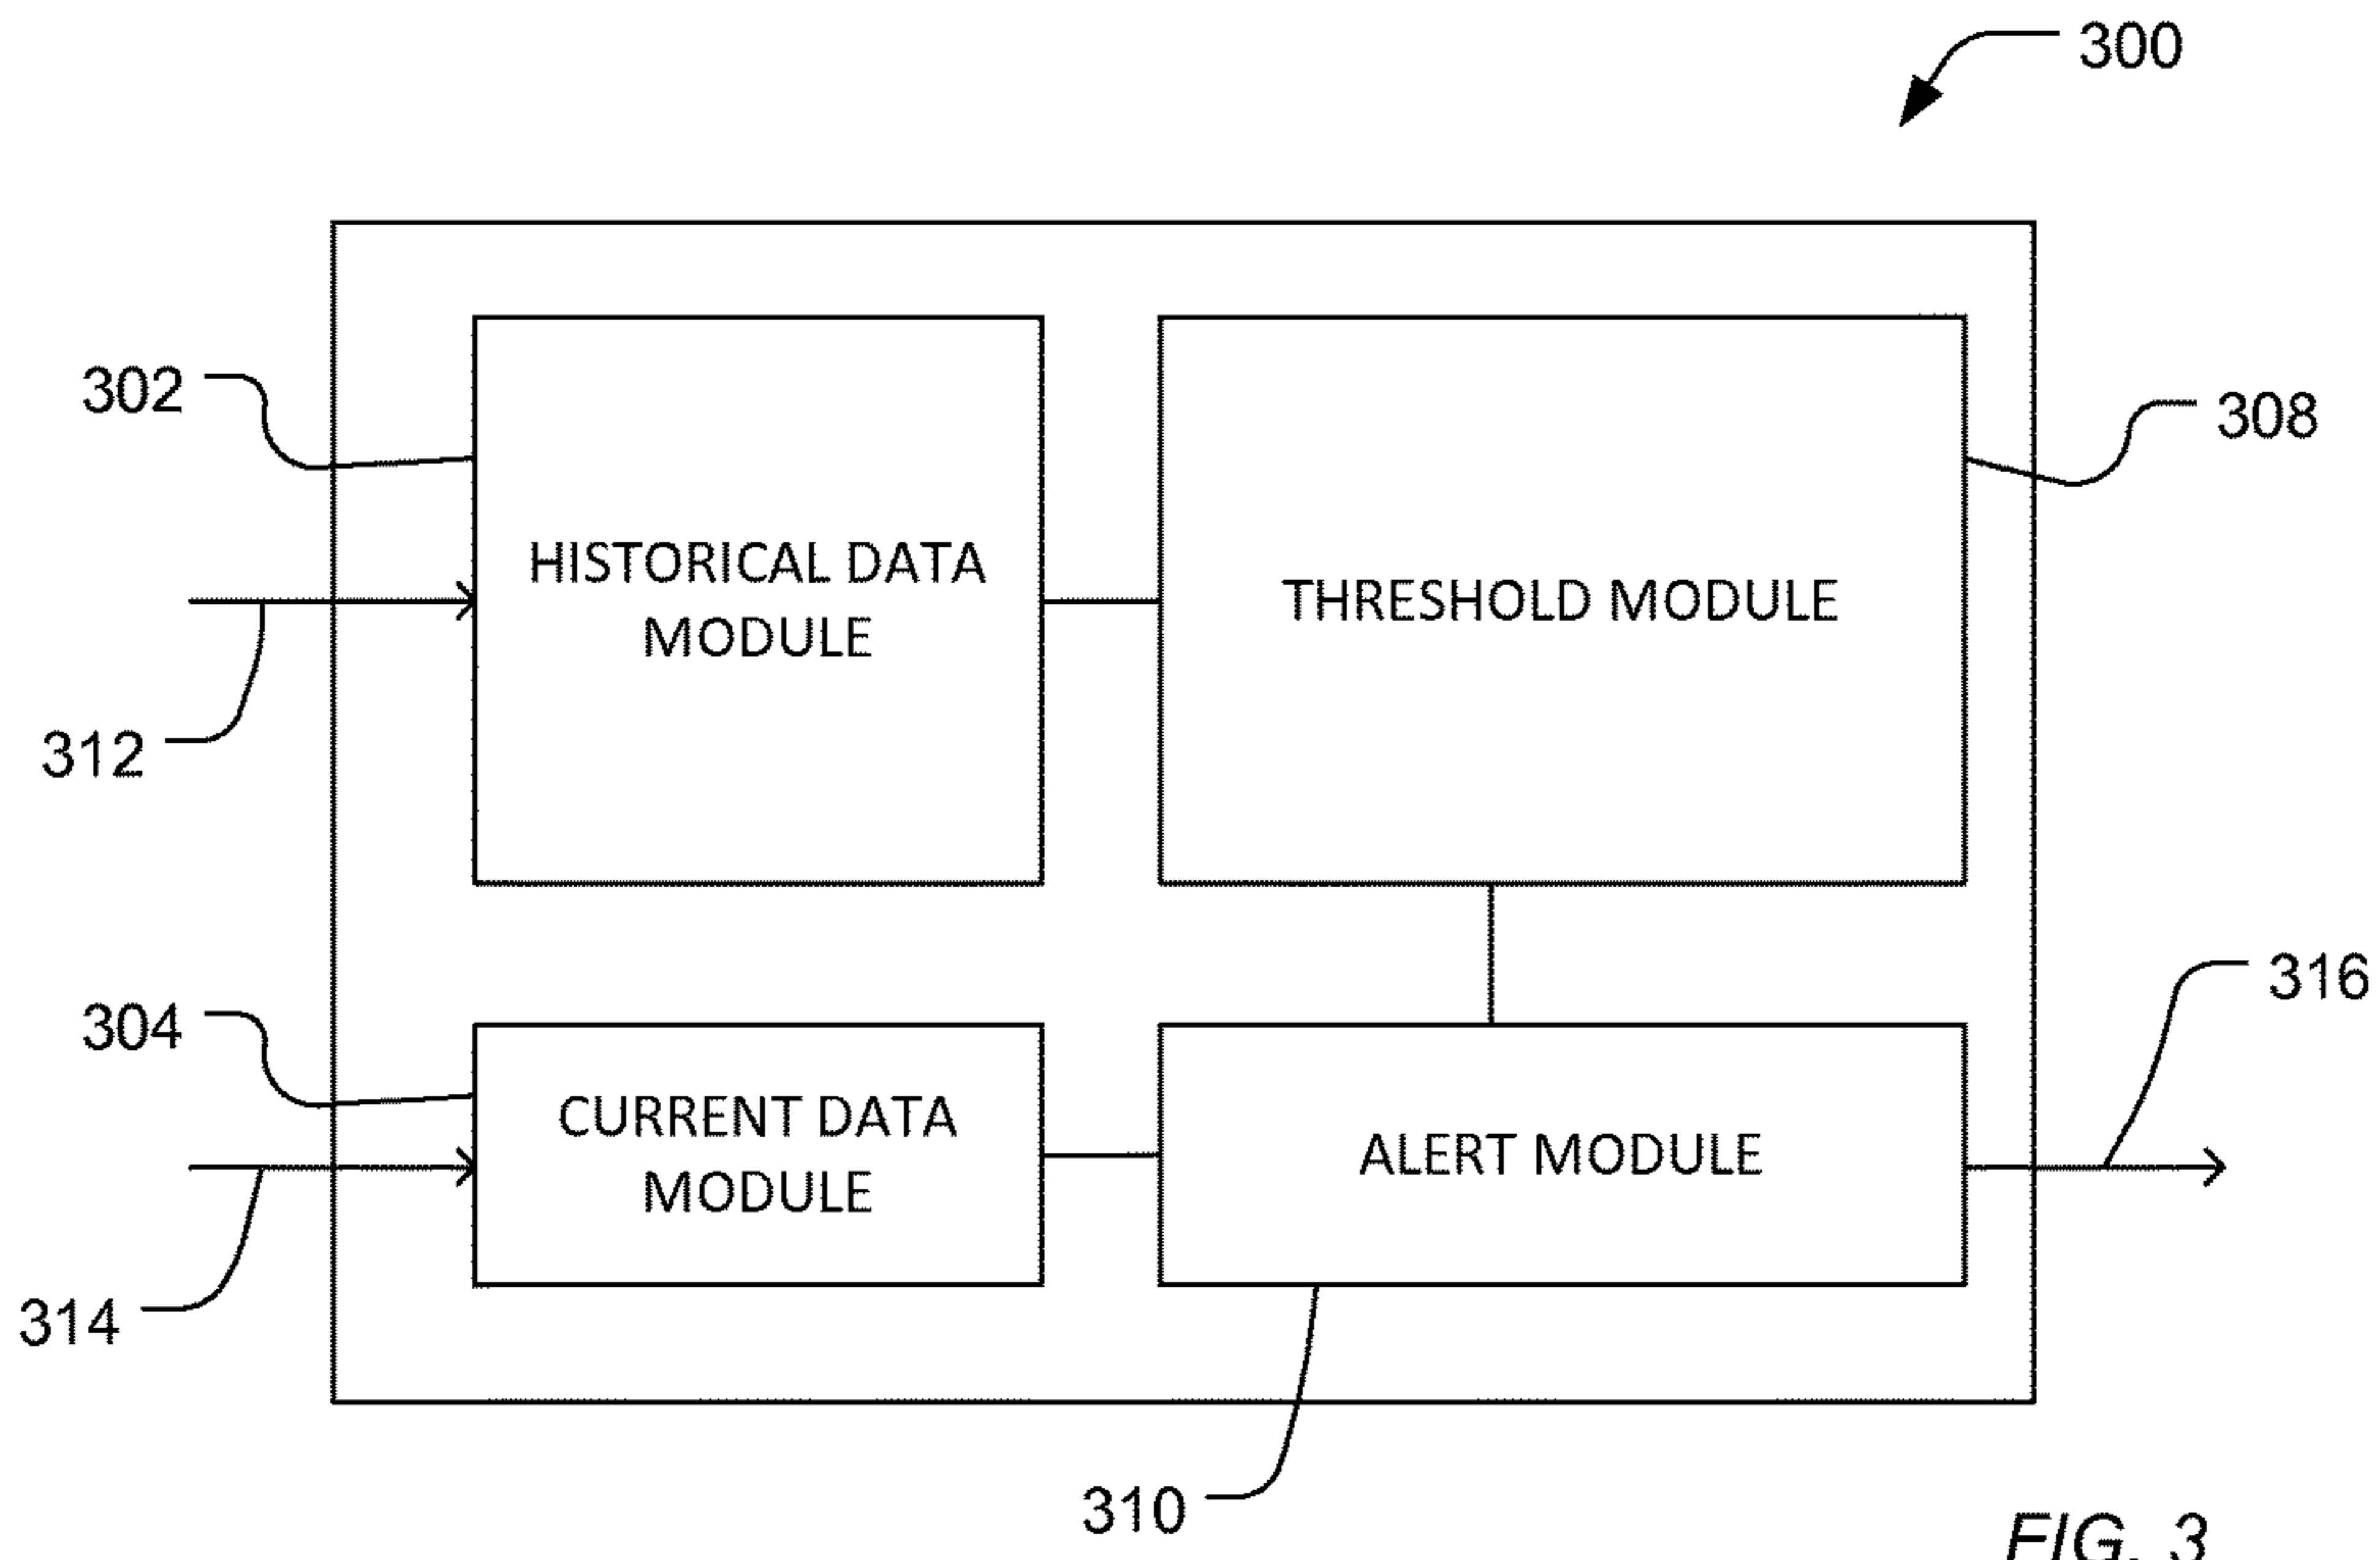 300
302
308
HISTORICAL DATA
MODULE
THRESHOLD MODULE
312
316
304
CURRENT DATA
MODULE
ALERT MODULE
314
310
FIG. 3